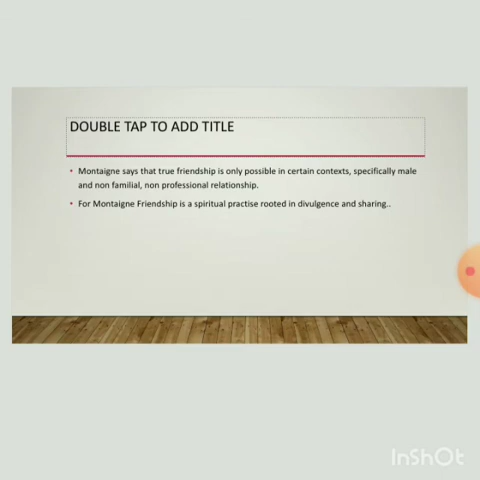 DOUBLE TAP TO ADD TITLE
• Montaigne says that true friendship is only possible in certain contexts, specifically male
and non familial, non professional relationship.
• For Montaigne Friendship is a spiritual practise rooted in divulgence and sharing..
InShOt